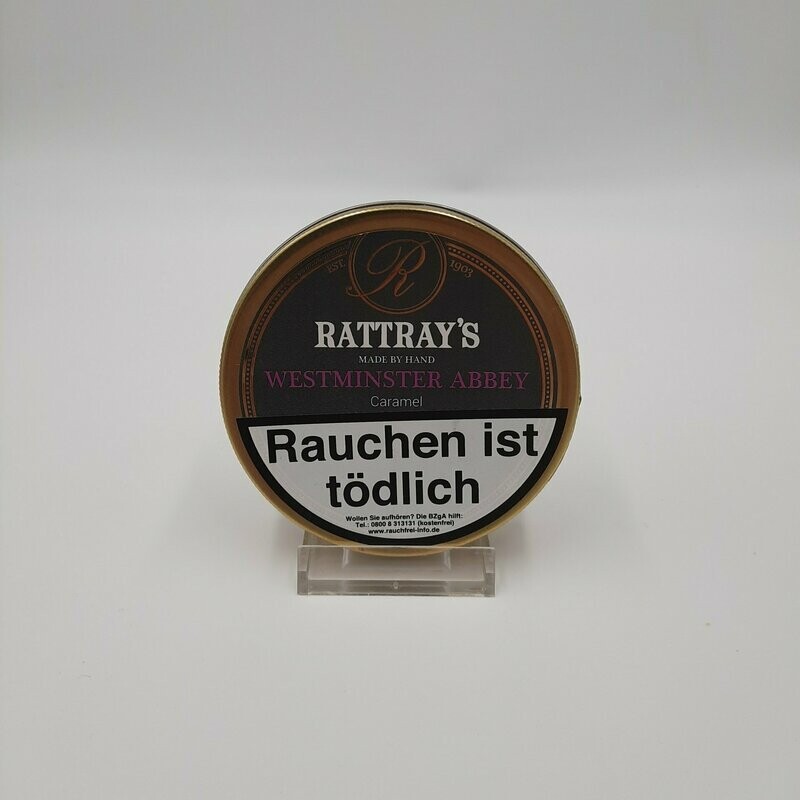 R
EST. 1903
RATTRAY'S
MADE BY HAND
WESTMINSTER ABBEY
Caramel
Rauchen ist
tödlich
Wollen Sie aufhören? Die BZgA hilft:
Tel.: 0800 8 313131 (kostenfrei)
www.rauchfrei-info.de